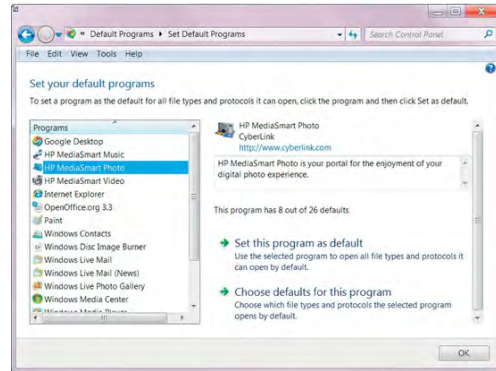 Default Programs ▸ Set Default Programs
Search Control Panel
File Edit View Tools Help
Set your default programs
To set a program as the default for all file types and protocols it can open, click the program and then click Set as default.
Programs
Google Desktop
HP MediaSmart Music
HP MediaSmart Photo
HP MediaSmart Video
Internet Explorer
OpenOffice.org 3.3
Paint
Windows Contacts
Windows Disc Image Burner
Windows Live Mail
Windows Live Mail (News)
Windows Live Photo Gallery
Windows Media Center
Windows Media Player
HP MediaSmart Photo
CyberLink
http://www.cyberlink.com
HP MediaSmart Photo is your portal for the enjoyment of your
digital photo experience.
This program has 8 out of 26 defaults
Set this program as default
Use the selected program to open all file types and protocols it
can open by default.
Choose defaults for this program
Choose which file types and protocols the selected program
opens by default.
OK